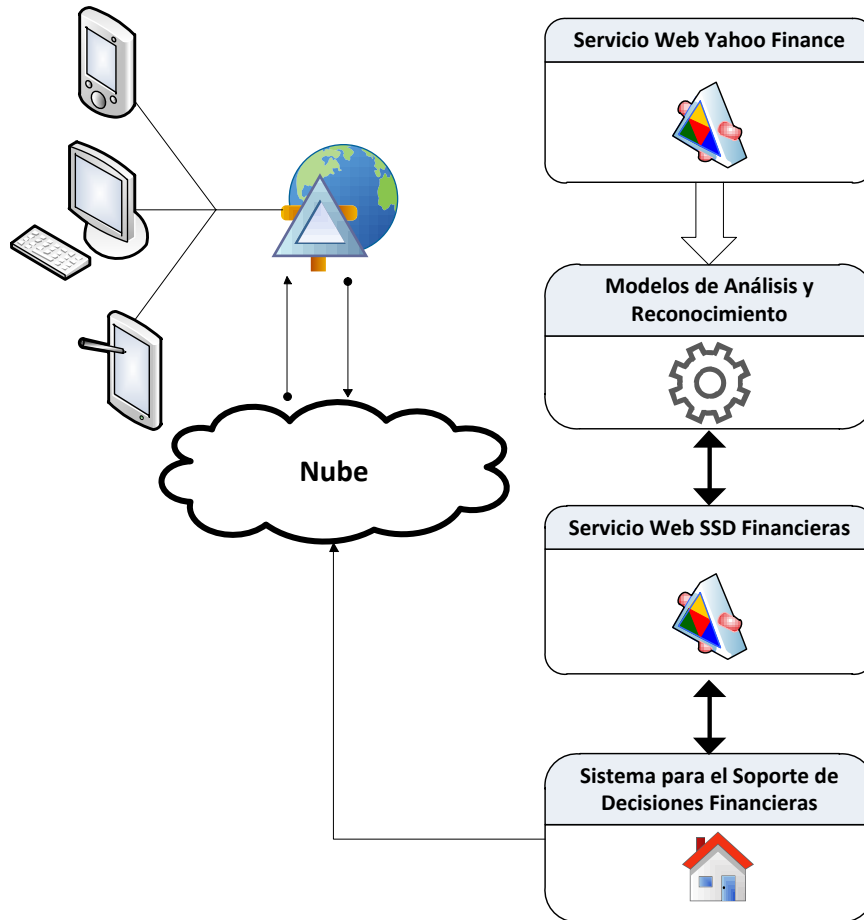 Servicio Web Yahoo Finance
Modelos de Análisis y
Reconocimiento
Nube
Servicio Web SSD Financieras
Sistema para el Soporte de
Decisiones Financieras